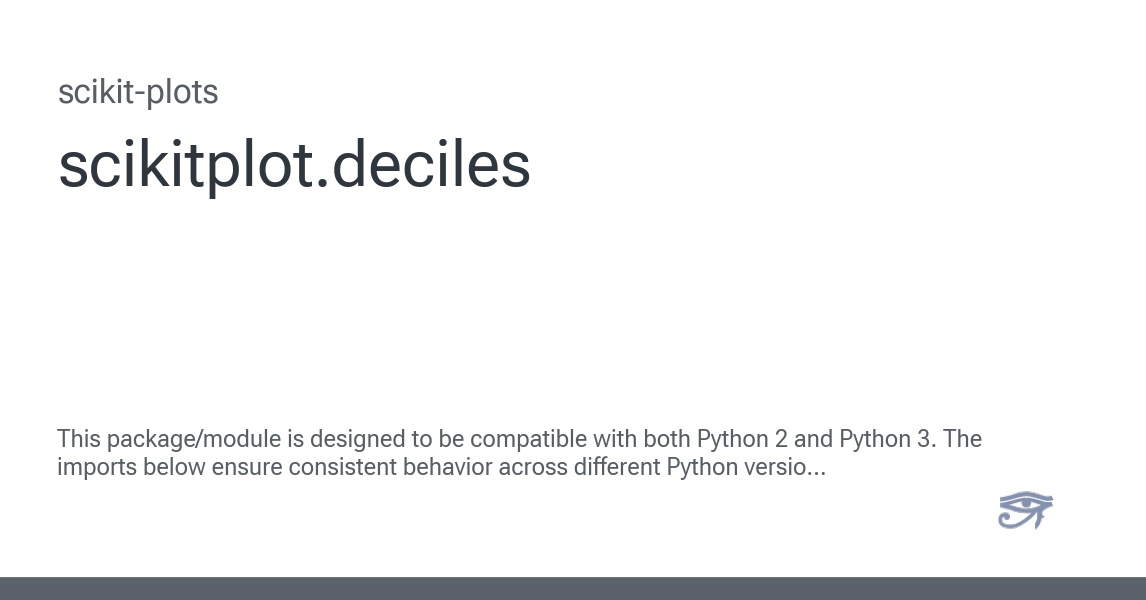 scikit-plots
scikitplot.deciles
This package/module is designed to be compatible with both Python 2 and Python 3. The
imports below ensure consistent behavior across different Python versio...